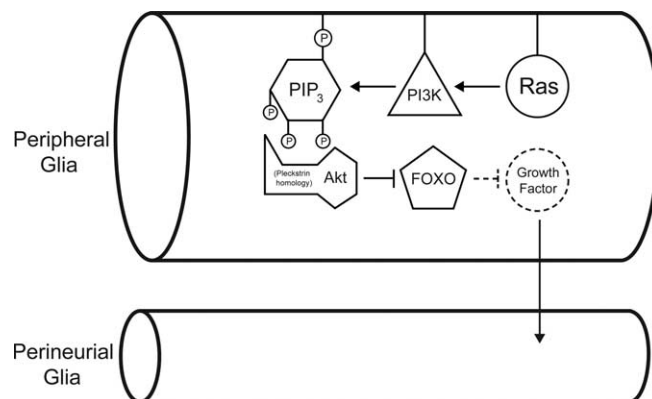 P
PIP3
PI3K
Ras
P
P
P
Peripheral
Glia
(Pleckstrin
homology)
Akt
FOXO
Growth
Factor
Perineurial
Glia